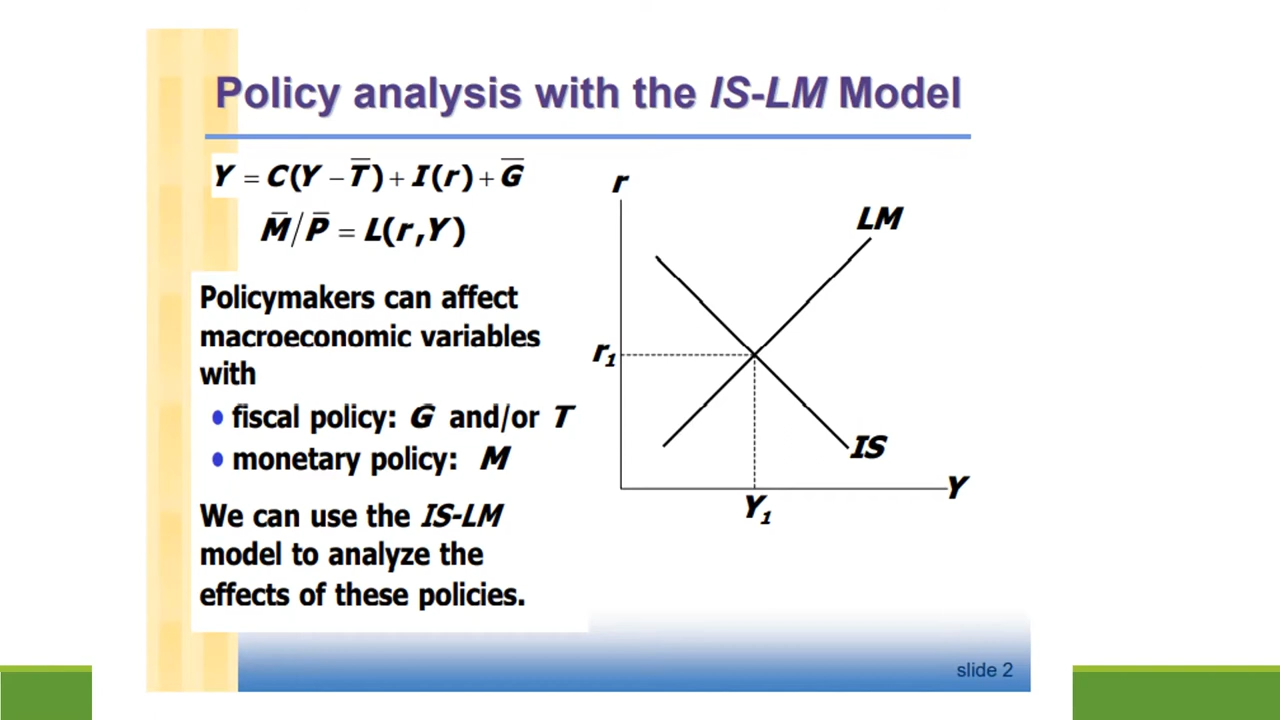 Policy analysis with the IS-LM Model
Y = C(Y − T̅) + I(r) + G̅
M̅/P̅ = L(r,Y)
Policymakers can affect
macroeconomic variables
with
• fiscal policy: G and/or T
• monetary policy: M
We can use the IS-LM
model to analyze the
effects of these policies.
r
LM
r₁
IS
Y
Y₁
slide 2